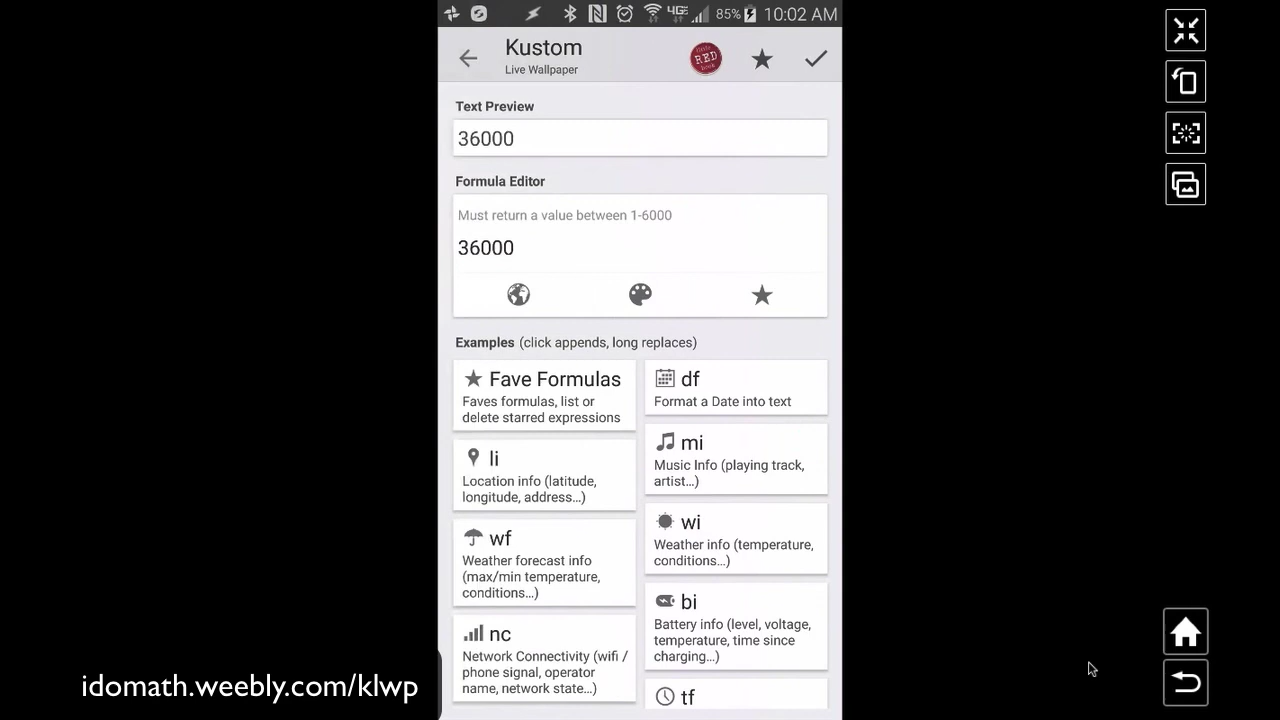 85% 10:02 AM
Kustom
Live Wallpaper
RED
Text Preview
36000
Formula Editor
Must return a value between 1-6000
36000
Examples (click appends, long replaces)
Fave Formulas
Faves formulas, list or
delete starred expressions
df
Format a Date into text
li
Location info (latitude,
longitude, address...)
mi
Music Info (playing track,
artist...)
wf
Weather forecast info
(max/min temperature,
conditions...)
wi
Weather info (temperature,
conditions...)
nc
Network Connectivity (wifi /
phone signal, operator
name, network state...)
bi
Battery info (level, voltage,
temperature, time since
charging...)
tf
idomath.weebly.com/klwp